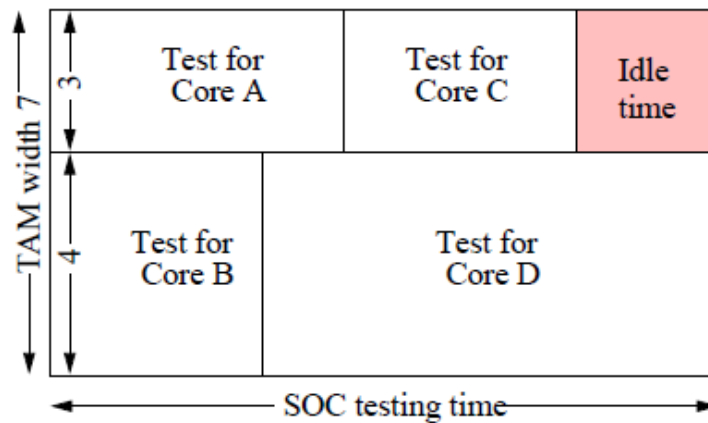 TAM width 7
3
Test for
Core A
Test for
Core C
Idle
time
4
Test for
Core B
Test for
Core D
SOC testing time